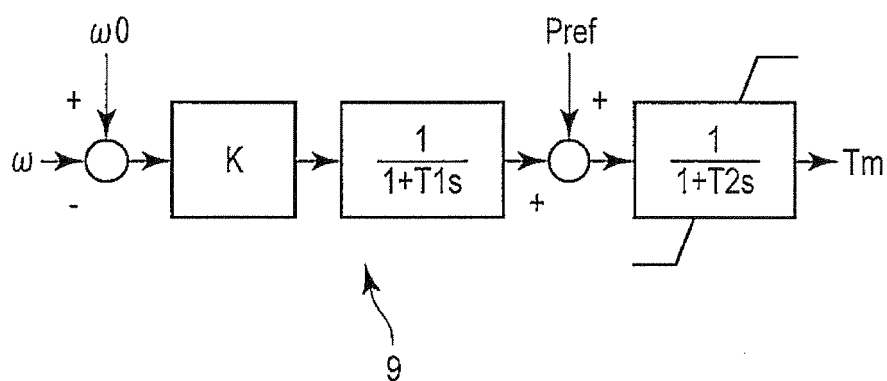 ω0
Pref
+
+
ω
K
1
1+T1s
1
1+T2s
Tm
-
+
9